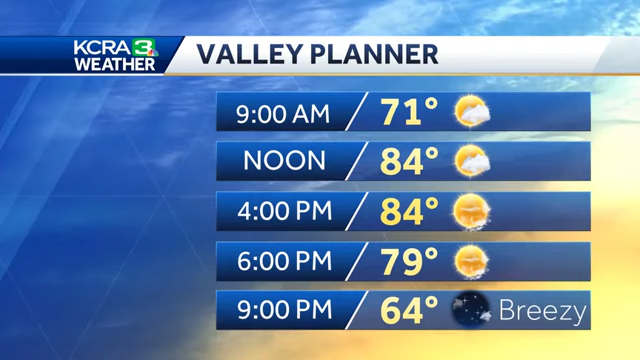 KCRA 3 VALLEY PLANNER
WEATHER
9:00 AM 71°
NOON 84°
4:00 PM 84°
6:00 PM 79°
9:00 PM 64° Breezy